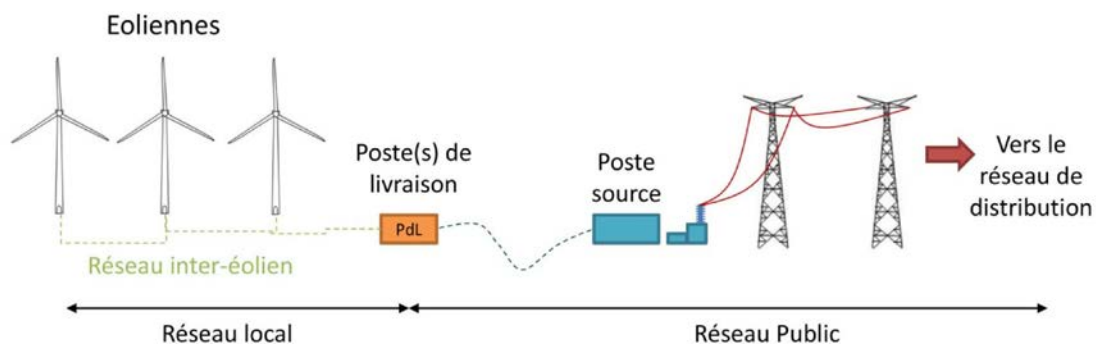 Eoliennes
Poste(s) de
livraison
PdL
Poste
source
Vers le
réseau de
distribution
Réseau inter-éolien
Réseau local
Réseau Public